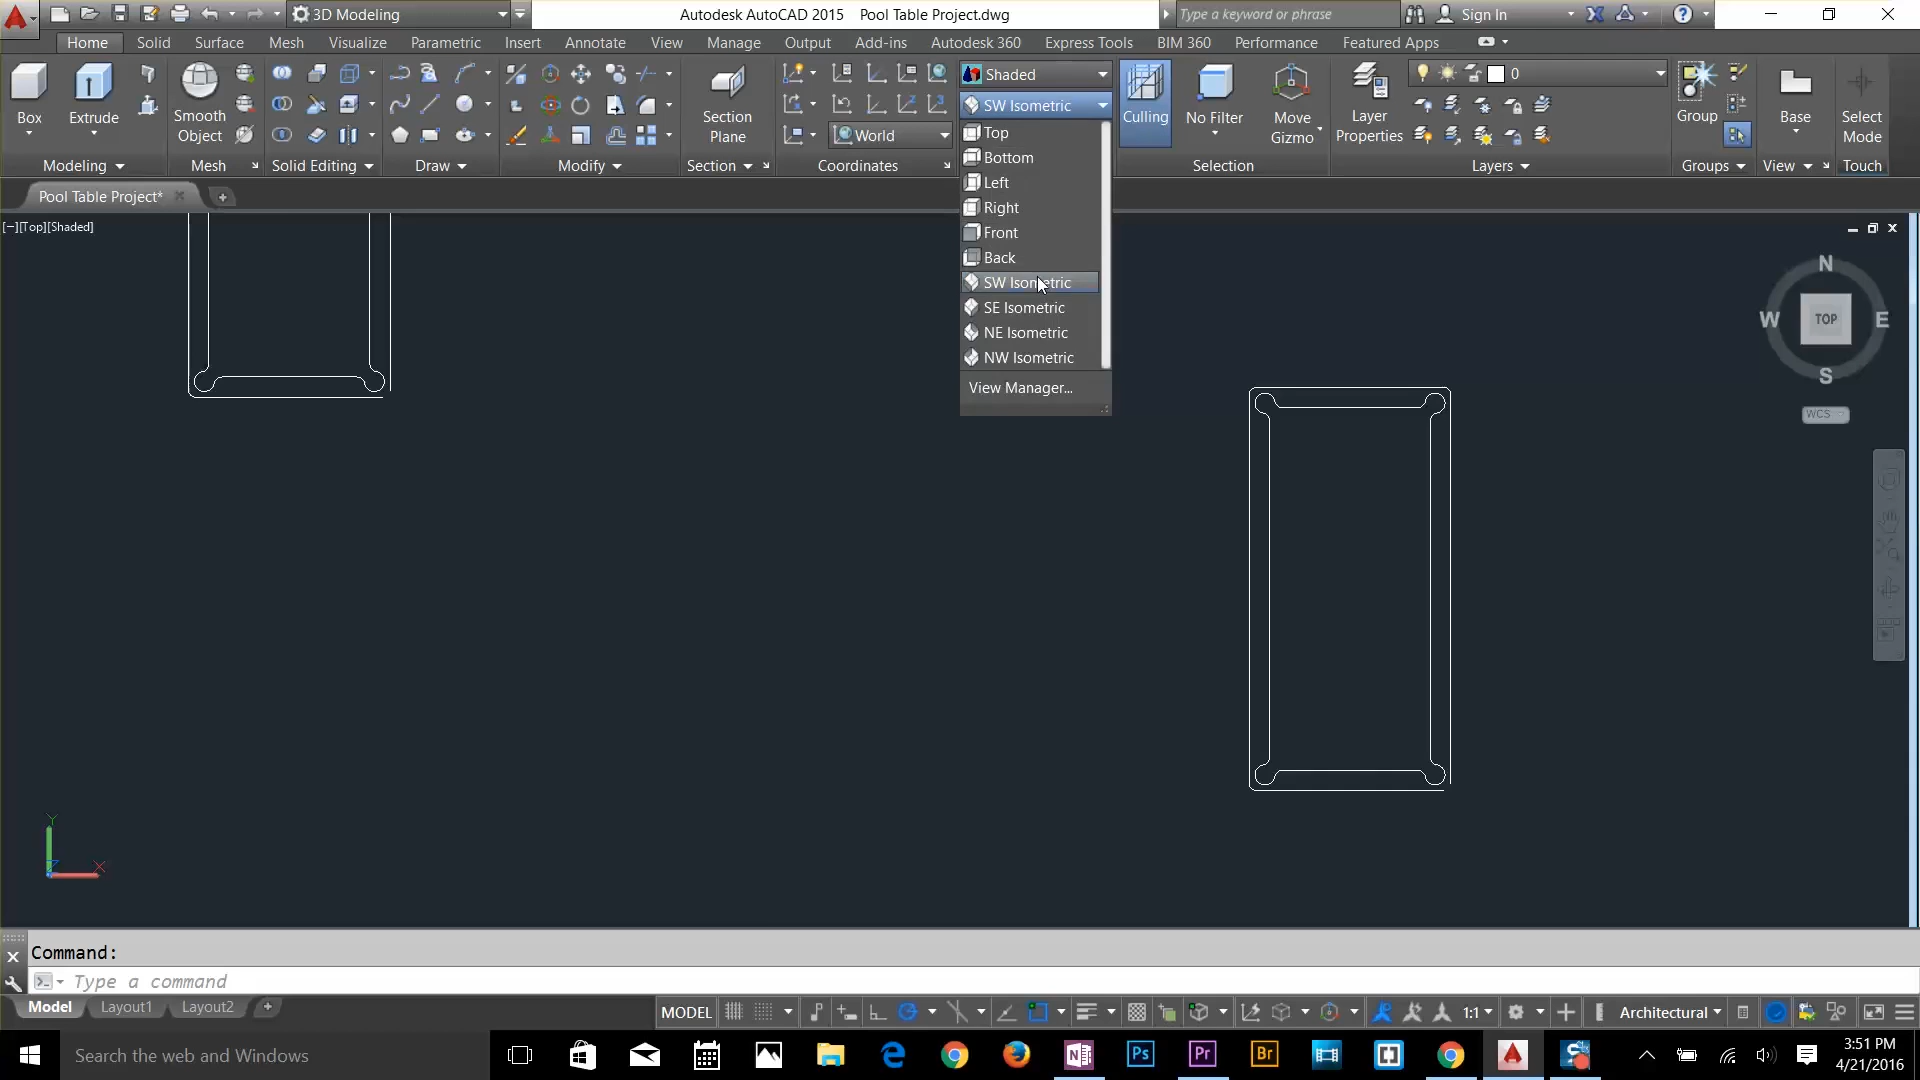 3D Modeling
Autodesk AutoCAD 2015 Pool Table Project.dwg
Type a keyword or phrase
Sign In
Home Solid Surface Mesh Visualize Parametric Insert Annotate View Manage Output Add-ins Autodesk 360 Express Tools BIM 360 Performance Featured Apps
Box
Extrude
Smooth
Object
Section
Plane
Shaded
SW Isometric
World
Culling
No Filter
Move
Gizmo
Layer
Properties
0
Group
Base
Select
Mode
Modeling Mesh Solid Editing Draw Modify Section Coordinates Selection Layers Groups View Touch
Top
Bottom
Left
Right
Front
Back
SW Isometric
SE Isometric
NE Isometric
NW Isometric
View Manager...
Pool Table Project*
[−][Top][Shaded]
N
W TOP E
S
WCS
Y
X
Command:
Type a command
Model Layout1 Layout2
MODEL 1:1 Architectural
Search the web and Windows
N Ps Pr Br
3:51 PM
4/21/2016